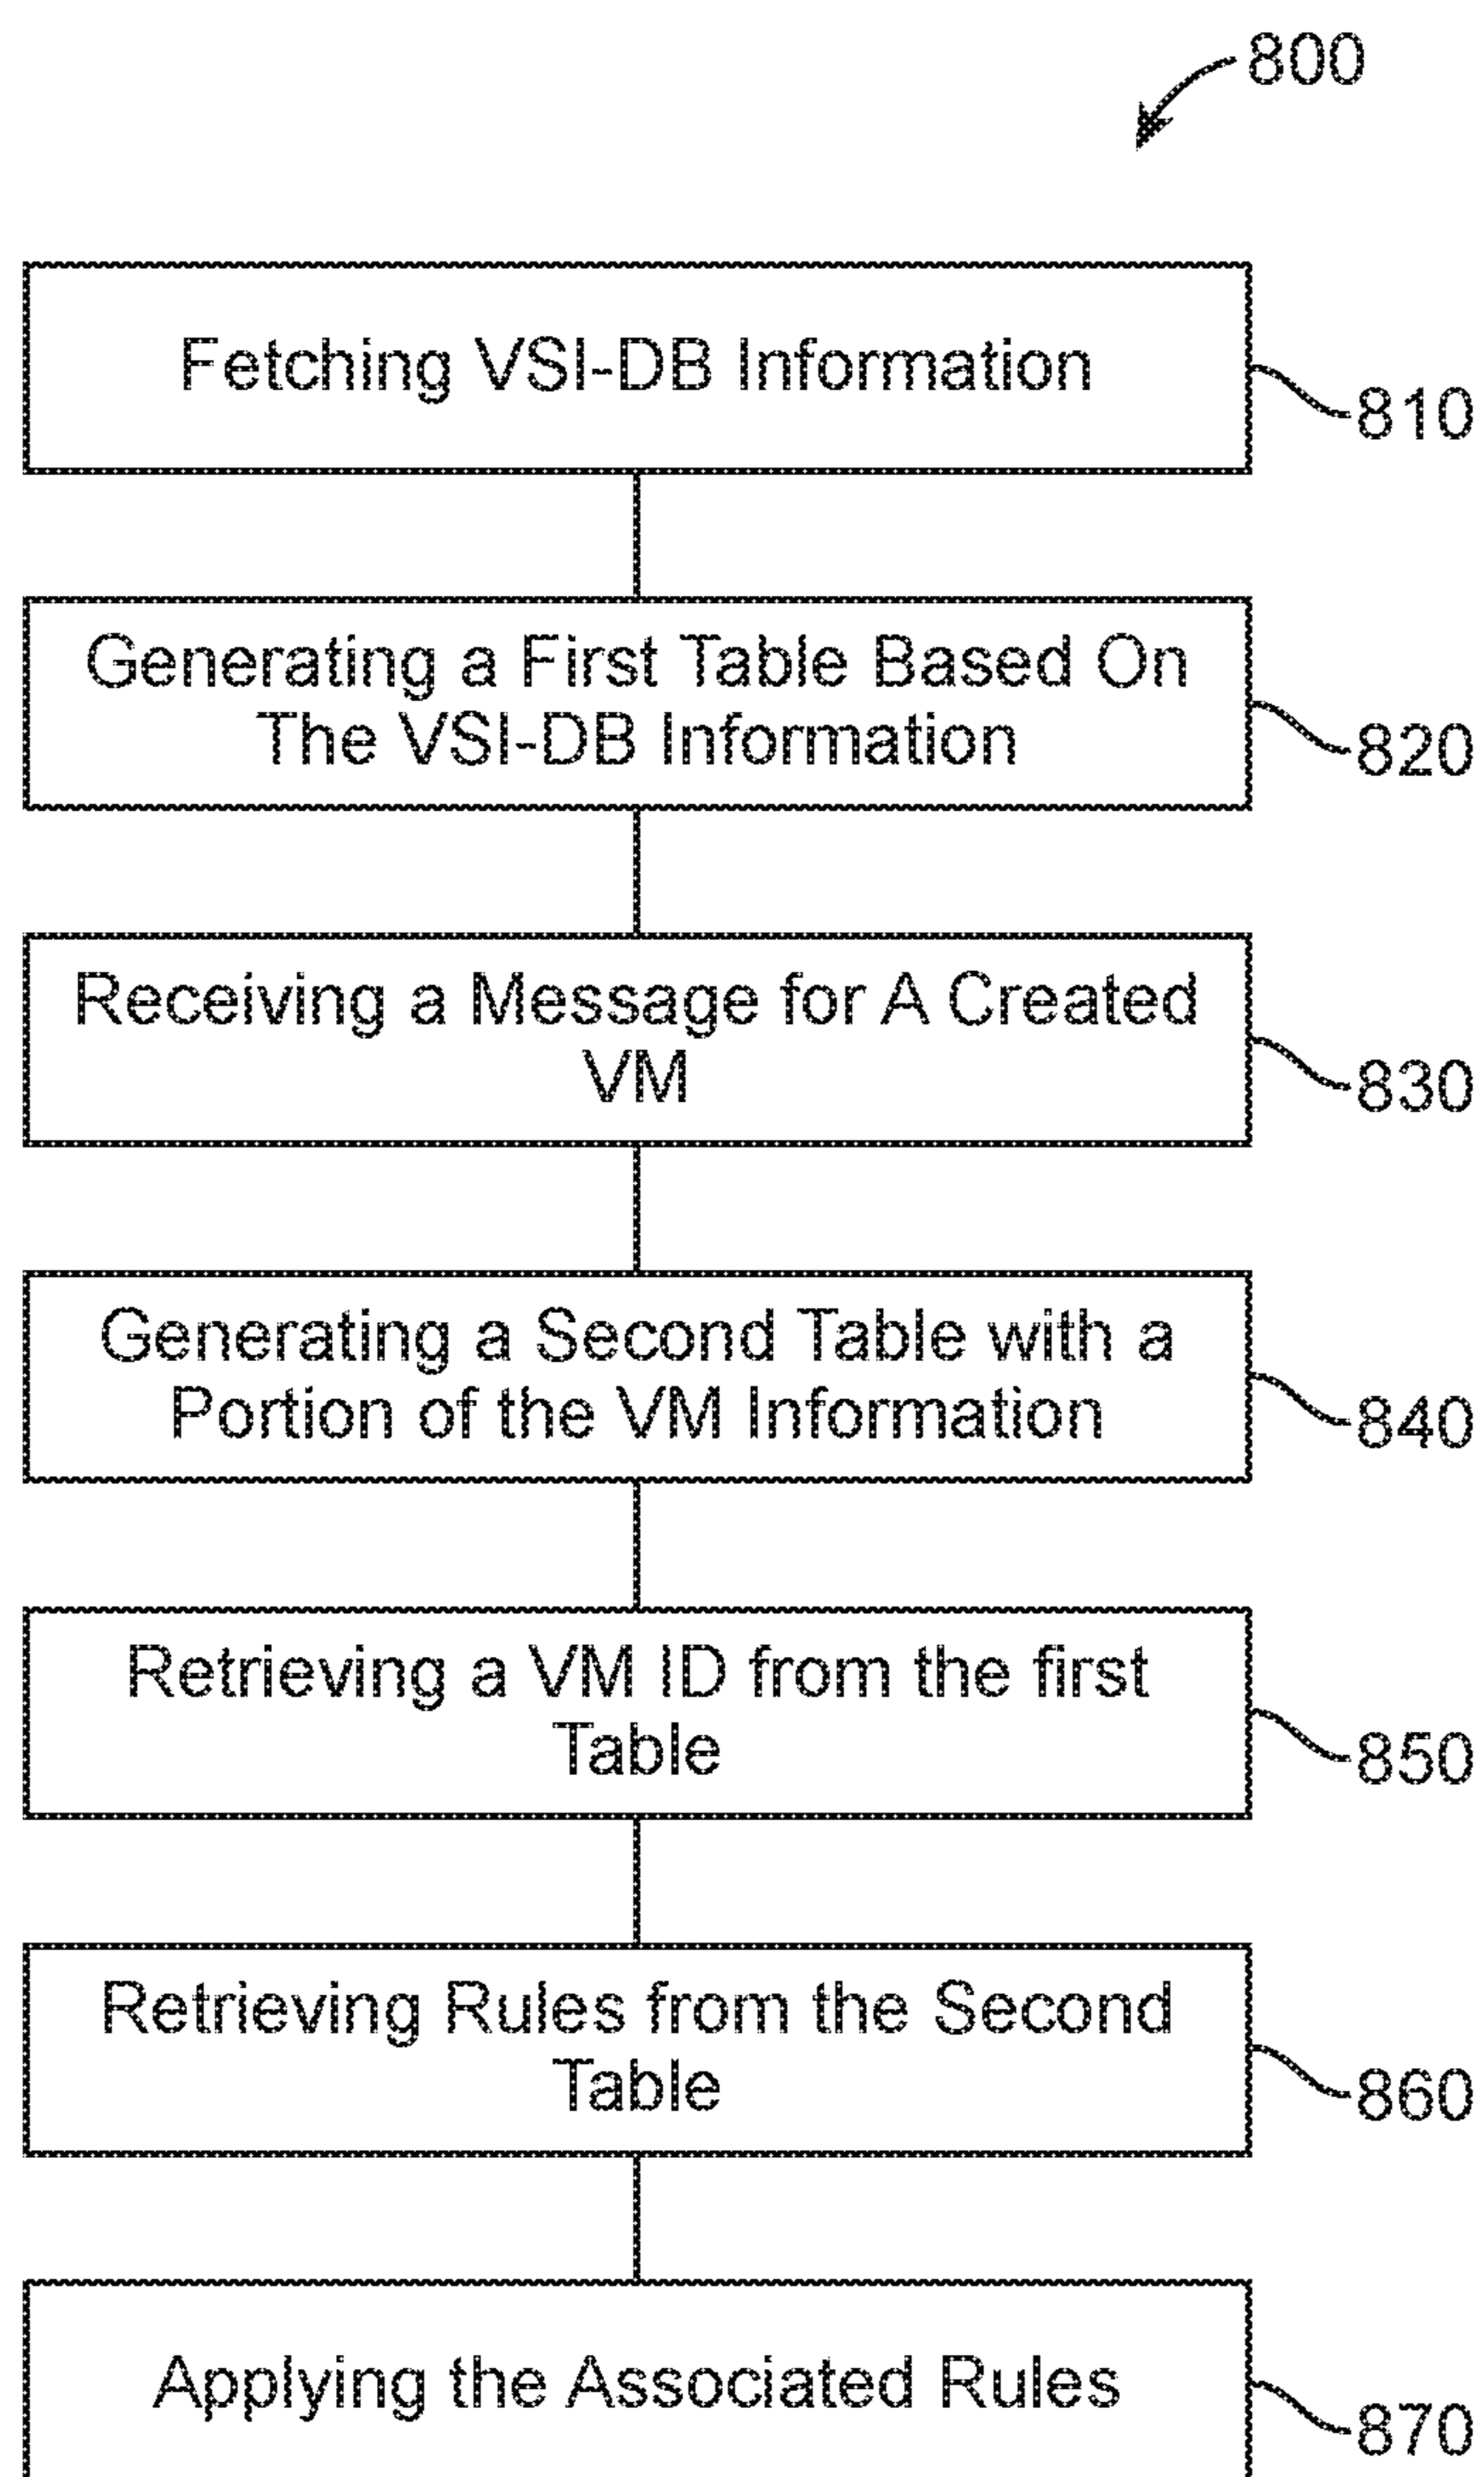 800
Fetching VSI-DB Information
810
Generating a First Table Based On
The VSI-DB Information
820
Receiving a Message for A Created
VM
830
Generating a Second Table with a
Portion of the VM Information
840
Retrieving a VM ID from the first
Table
850
Retrieving Rules from the Second
Table
860
Applying the Associated Rules
870